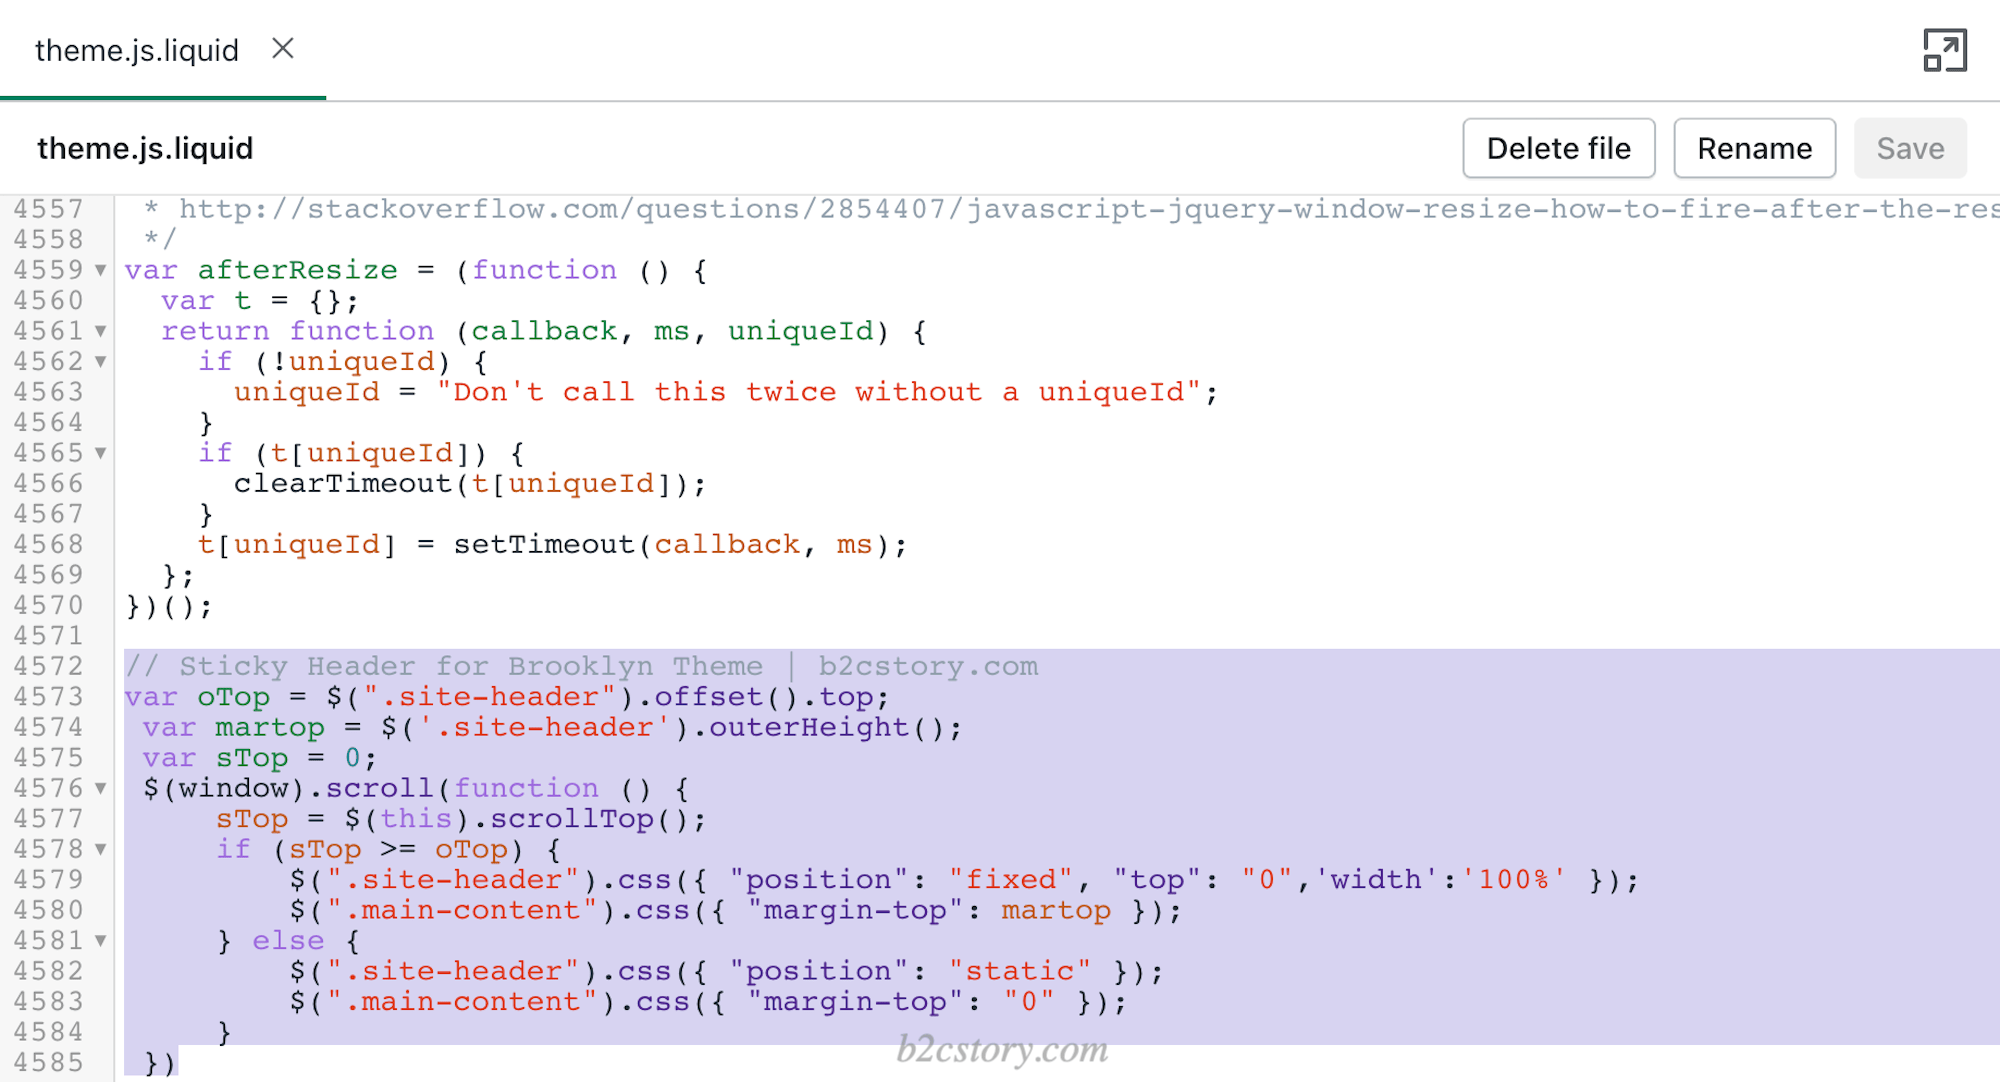 theme.js.liquid
theme.js.liquid
Delete file
Rename
Save
4557  * http://stackoverflow.com/questions/2854407/javascript-jquery-window-resize-how-to-fire-after-the-res
4558  */
4559 var afterResize = (function () {
4560   var t = {};
4561   return function (callback, ms, uniqueId) {
4562     if (!uniqueId) {
4563       uniqueId = "Don't call this twice without a uniqueId";
4564     }
4565     if (t[uniqueId]) {
4566       clearTimeout(t[uniqueId]);
4567     }
4568     t[uniqueId] = setTimeout(callback, ms);
4569   };
4570 })();
4571
4572 // Sticky Header for Brooklyn Theme | b2cstory.com
4573 var oTop = $(".site-header").offset().top;
4574  var martop = $('.site-header').outerHeight();
4575  var sTop = 0;
4576  $(window).scroll(function () {
4577      sTop = $(this).scrollTop();
4578      if (sTop >= oTop) {
4579          $(".site-header").css({ "position": "fixed", "top": "0",'width':'100%' });
4580          $(".main-content").css({ "margin-top": martop });
4581      } else {
4582          $(".site-header").css({ "position": "static" });
4583          $(".main-content").css({ "margin-top": "0" });
4584      }
4585  })
b2cstory.com